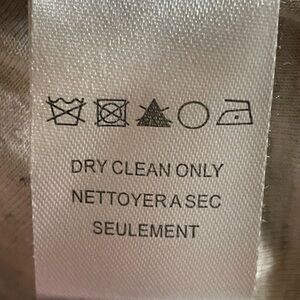 DRY CLEAN ONLY
NETTOYER A SEC
SEULEMENT